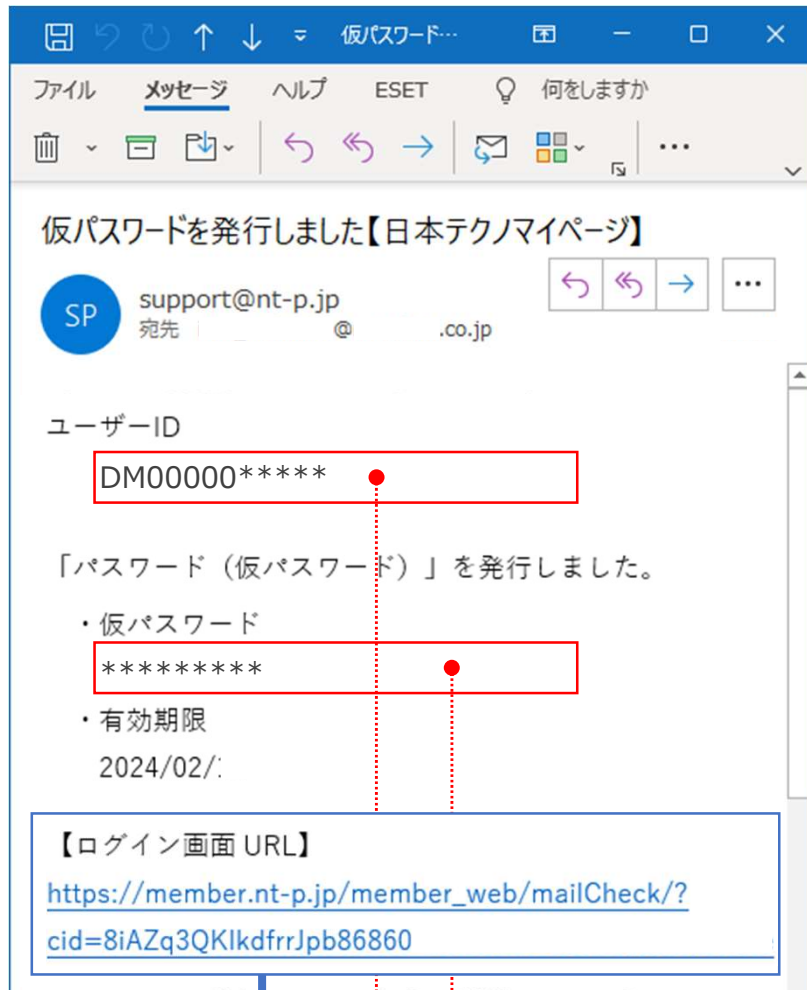 仮パスワード…
ファイル メッセージ ヘルプ ESET 何をしますか
仮パスワードを発行しました【日本テクノマイページ】
SP
support@nt-p.jp
宛先 @ .co.jp
ユーザーID
DM00000*****
「パスワード（仮パスワード）」を発行しました。
・仮パスワード
*********
・有効期限
2024/02/
【ログイン画面 URL】
https://member.nt-p.jp/member_web/mailCheck/?
cid=8iAZq3QKIkdfrrJpb86860